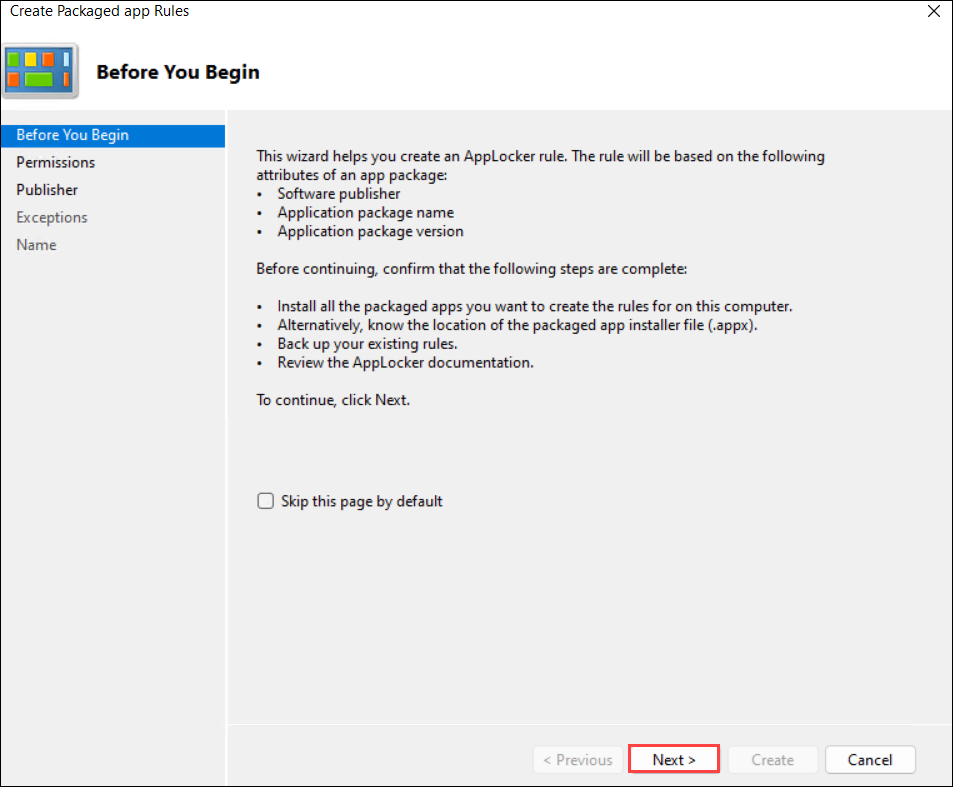 Create Packaged app Rules
Before You Begin
Before You Begin
Permissions
Publisher
Exceptions
Name
This wizard helps you create an AppLocker rule. The rule will be based on the following
attributes of an app package:
• Software publisher
• Application package name
• Application package version
Before continuing, confirm that the following steps are complete:
• Install all the packaged apps you want to create the rules for on this computer.
• Alternatively, know the location of the packaged app installer file (.appx).
• Back up your existing rules.
• Review the AppLocker documentation.
To continue, click Next.
Skip this page by default
< Previous
Next >
Create
Cancel